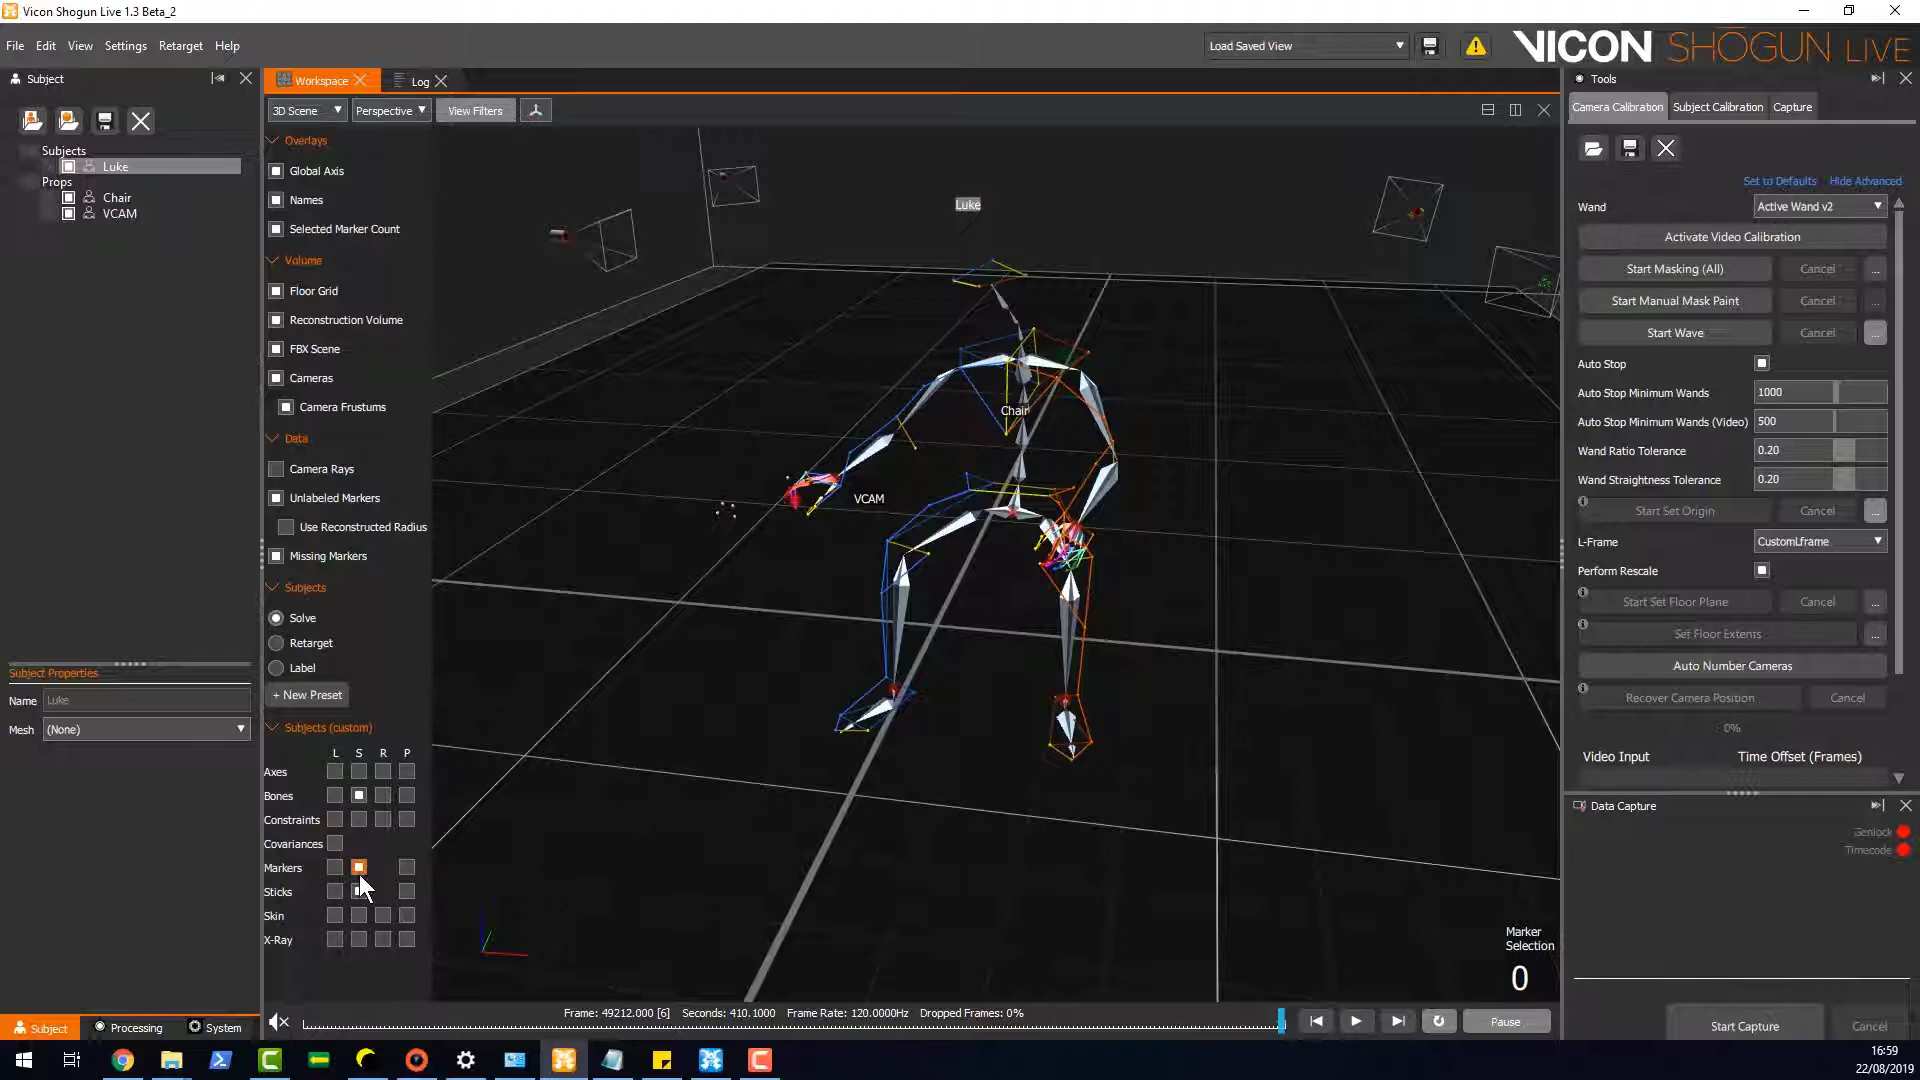 Vicon Shogun Live 1.3 Beta_2
File Edit View Settings Retarget Help
Load Saved View
VICON SHOGUN LIVE
Subject
Workspace
Log
Tools
3D Scene
Perspective
View Filters
Camera Calibration
Subject Calibration
Capture
Subjects
Luke
Props
Chair
VCAM
Overlays
Global Axis
Names
Selected Marker Count
Volume
Floor Grid
Reconstruction Volume
FBX Scene
Cameras
Camera Frustums
Data
Camera Rays
Unlabeled Markers
Use Reconstructed Radius
Missing Markers
Subjects
Solve
Retarget
Label
+ New Preset
Subjects (custom)
L S R P
Axes
Bones
Constraints
Covariances
Markers
Sticks
Skin
X-Ray
Luke
Chair
VCAM
Marker
Selection
0
Set to Defaults
Hide Advanced
Wand
Active Wand v2
Activate Video Calibration
Start Masking (All)
Cancel
...
Start Manual Mask Paint
Cancel
...
Start Wave
Cancel
...
Auto Stop
Auto Stop Minimum Wands
1000
Auto Stop Minimum Wands (Video)
500
Wand Ratio Tolerance
0.20
Wand Straightness Tolerance
0.20
Start Set Origin
Cancel
...
L-Frame
CustomLframe
Perform Rescale
Start Set Floor Plane
Cancel
...
Set Floor Extents
...
Auto Number Cameras
Recover Camera Position
Cancel
0%
Video Input
Time Offset (Frames)
Data Capture
Genlock
Timecode
Start Capture
Cancel
Subject Properties
Name
Luke
Mesh
(None)
Subject
Processing
System
Frame: 49212.000 [6]
Seconds: 410.1000
Frame Rate: 120.0000Hz
Dropped Frames: 0%
Pause
16:59
22/08/2019